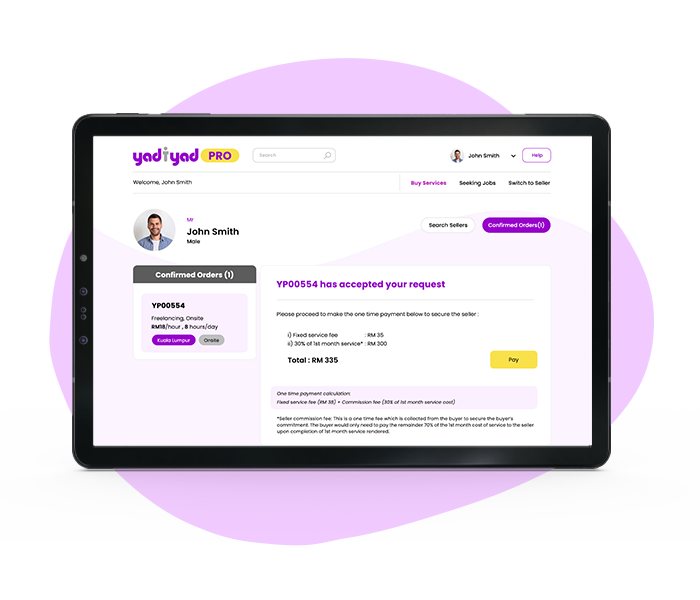 yadiyad PRO
Search
John Smith
Help
Welcome, John Smith
Buy Services
Seeking Jobs
Switch to Seller
Mr
John Smith
Male
Search Sellers
Confirmed Orders(1)
Confirmed Orders (1)
YP00554
Freelancing, Onsite
RM18/hour , 8 hours/day
Kuala Lumpur
Onsite
YP00554 has accepted your request
Please proceed to make the one time payment below to secure the seller :
i) Fixed service fee : RM 35
ii) 30% of 1st month service* : RM 300
Total : RM 335
Pay
One time payment calculation:
Fixed service fee (RM 38) + Commission fee (30% of 1st month service cost)
*Seller commission fee: This is a one time fee which is collected from the buyer to secure the buyer's
commitment. The buyer would only need to pay the remainder 70% of the 1st month cost of service to the seller
upon completion of 1st month service rendered.